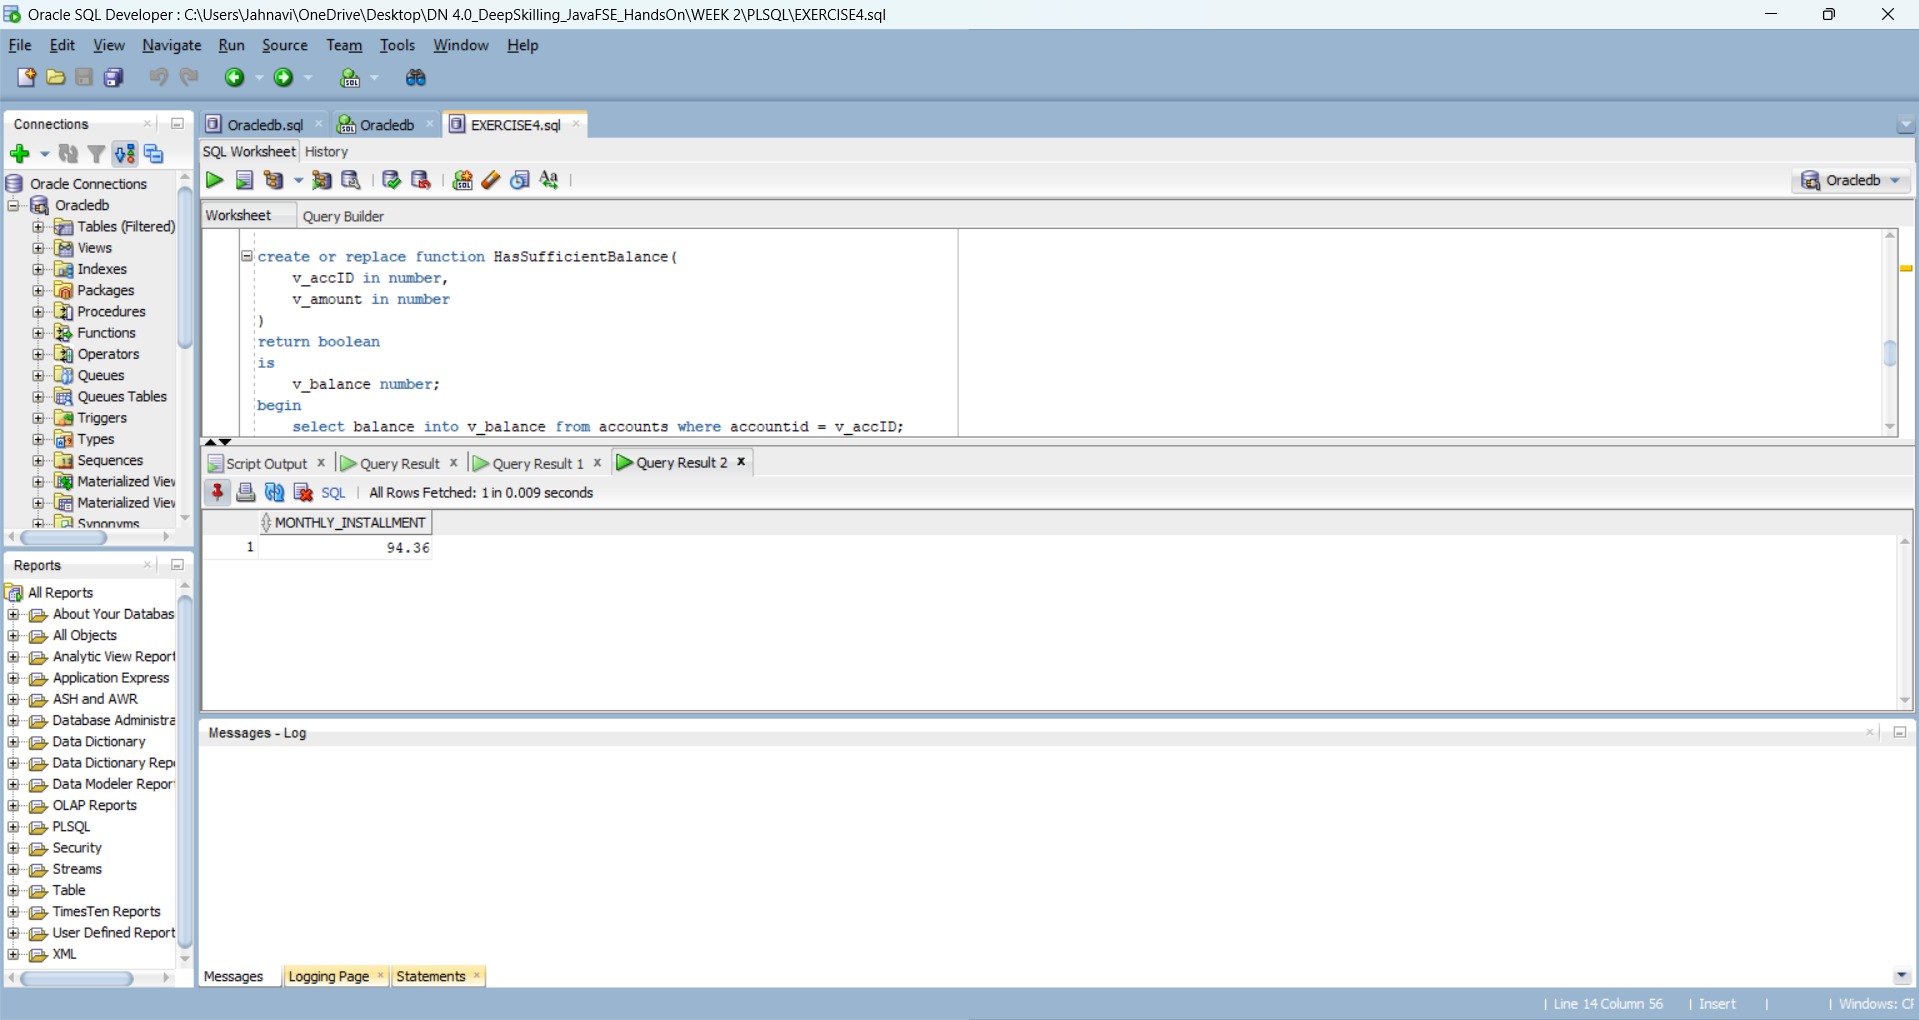 Oracle SQL Developer : C:\Users\Jahnavi\OneDrive\Desktop\DN 4.0_DeepSkilling_JavaFSE_HandsOn\WEEK 2\PLSQL\EXERCISE4.sql
File Edit View Navigate Run Source Team Tools Window Help
Connections
Oracle Connections
Oracledb
Tables (Filtered)
Views
Indexes
Packages
Procedures
Functions
Operators
Queues
Queues Tables
Triggers
Types
Sequences
Materialized View
Materialized View
Synonyms
Reports
All Reports
About Your Databas
All Objects
Analytic View Report
Application Express
ASH and AWR
Database Administra
Data Dictionary
Data Dictionary Rep
Data Modeler Repor
OLAP Reports
PLSQL
Security
Streams
Table
TimesTen Reports
User Defined Report
XML
Oracledb.sql Oracledb EXERCISE4.sql
SQL Worksheet History
Oracledb
Worksheet Query Builder
create or replace function HasSufficientBalance(
v_accID in number,
v_amount in number
)
return boolean
is
v_balance number;
begin
select balance into v_balance from accounts where accountid = v_accID;
Script Output Query Result Query Result 1 Query Result 2
SQL All Rows Fetched: 1 in 0.009 seconds
MONTHLY_INSTALLMENT
1 94.36
Messages - Log
Messages Logging Page Statements
Line 14 Column 56 Insert Windows: C